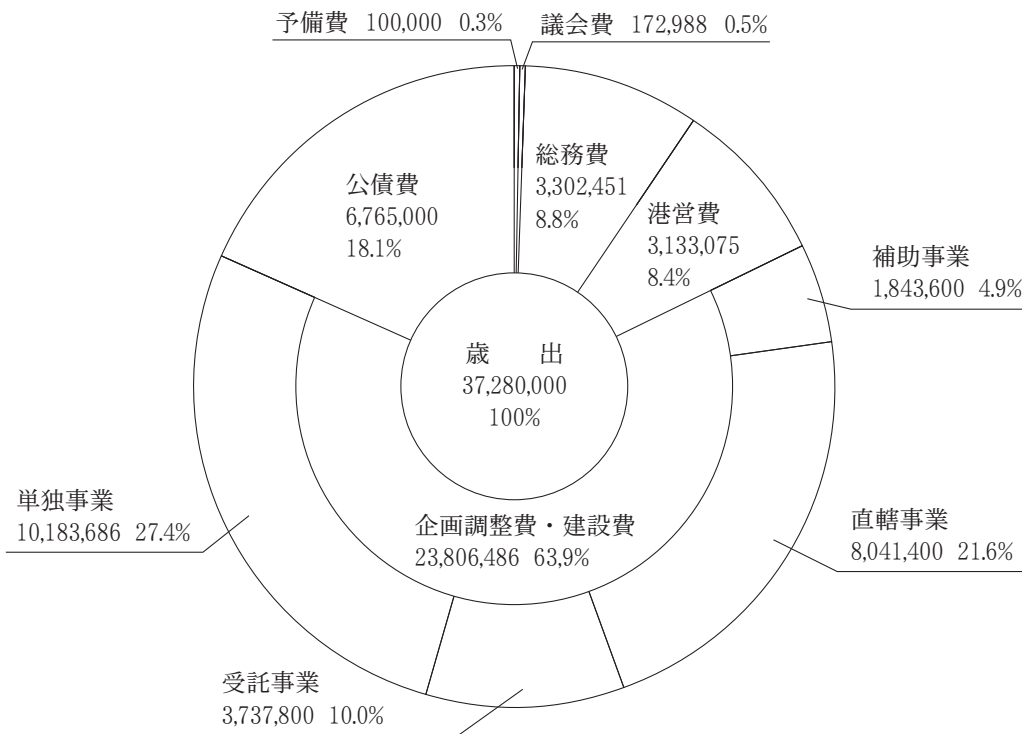 予備費 100,000 0.3%
議会費 172,988 0.5%
総務費
3,302,451
8.8%
港営費
3,133,075
8.4%
補助事業
1,843,600 4.9%
公債費
6,765,000
18.1%
歳 出
37,280,000
100%
企画調整費・建設費
23,806,486 63.9%
単独事業
10,183,686 27.4%
直轄事業
8,041,400 21.6%
受託事業
3,737,800 10.0%